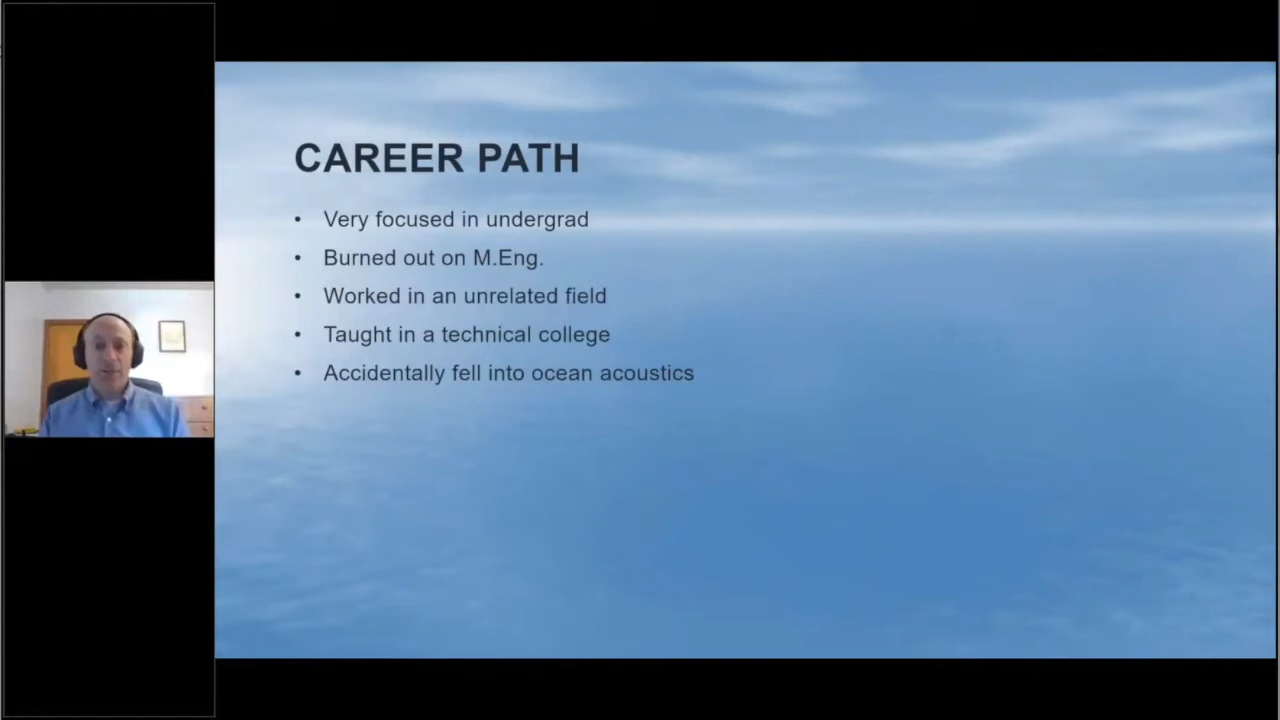 CAREER PATH
• Very focused in undergrad
• Burned out on M.Eng.
• Worked in an unrelated field
• Taught in a technical college
• Accidentally fell into ocean acoustics